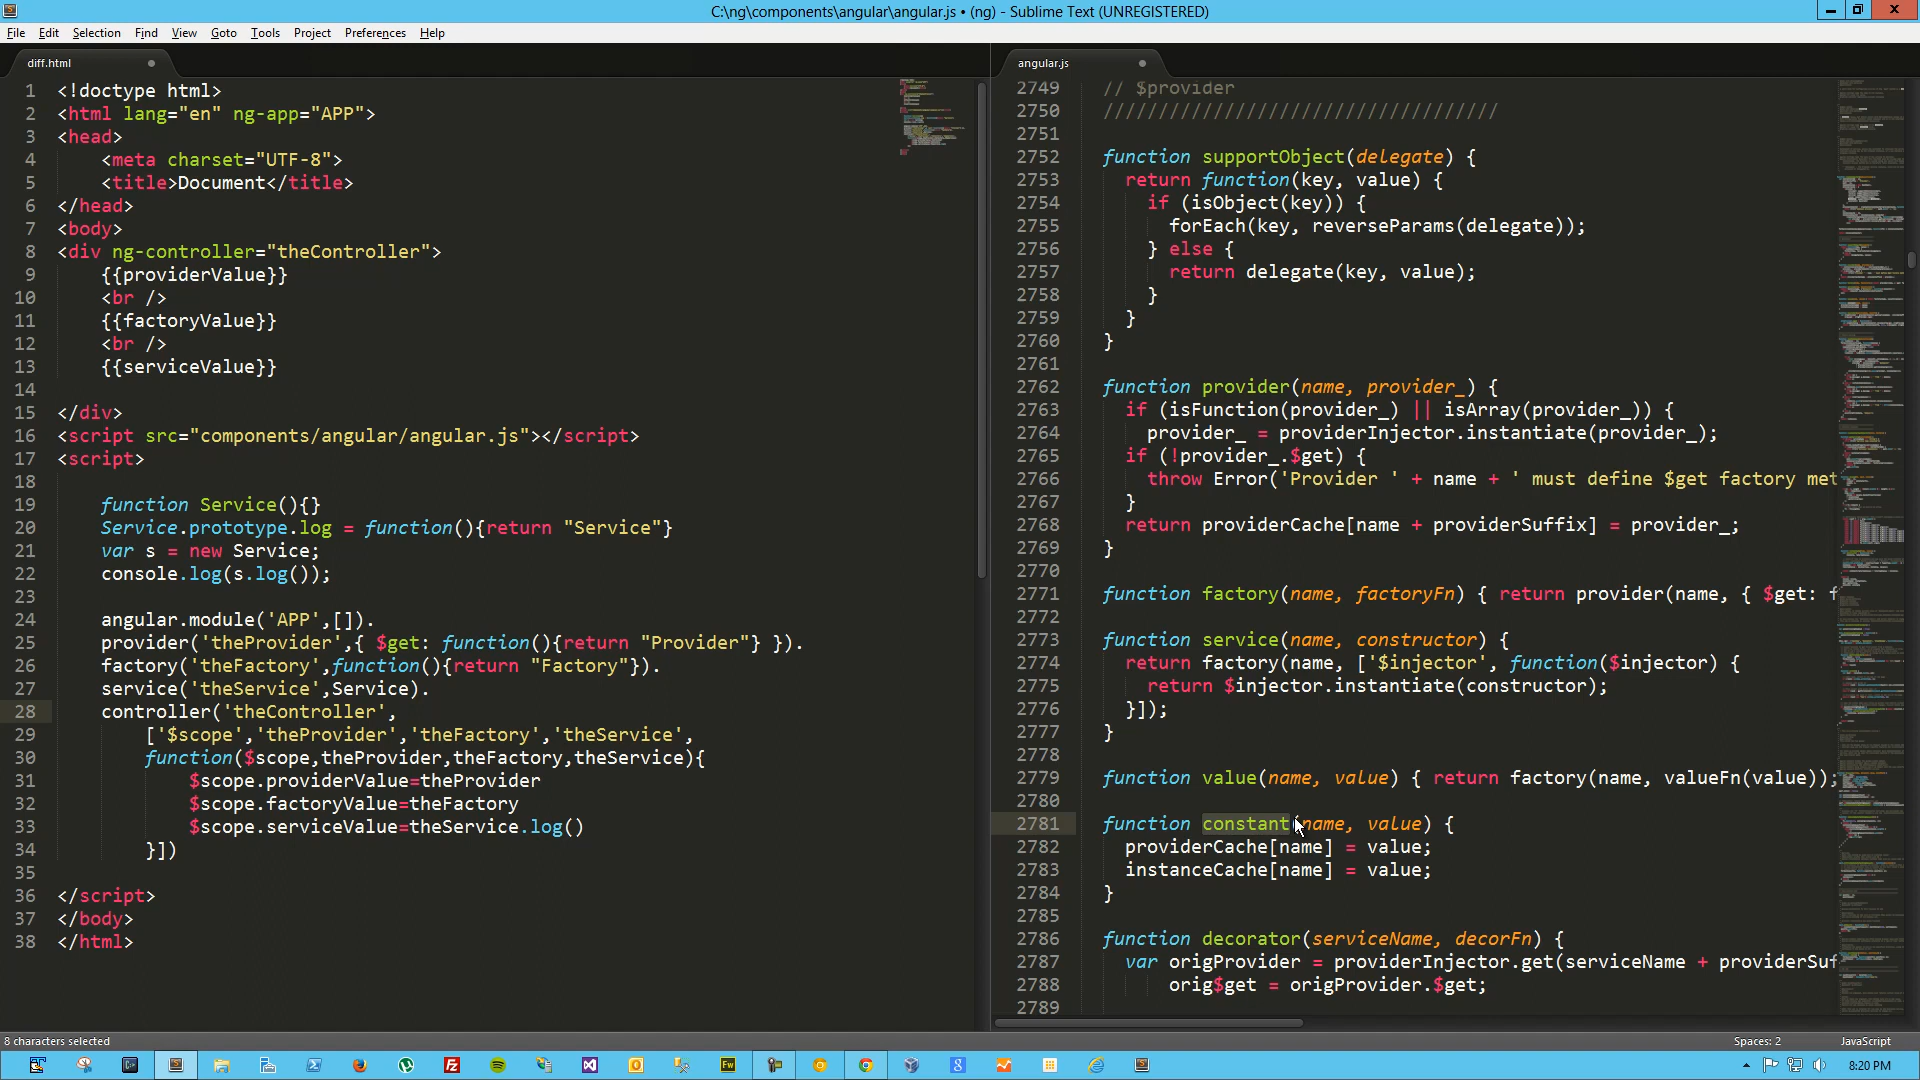 C:\ng\components\angular\angular.js • (ng) - Sublime Text (UNREGISTERED)
File Edit Selection Find View Goto Tools Project Preferences Help
diff.html
1 <!doctype html>
2 <html lang="en" ng-app="APP">
3 <head>
4     <meta charset="UTF-8">
5     <title>Document</title>
6 </head>
7 <body>
8 <div ng-controller="theController">
9     {{providerValue}}
10     <br />
11     {{factoryValue}}
12     <br />
13     {{serviceValue}}
14
15 </div>
16 <script src="components/angular/angular.js"></script>
17 <script>
18
19     function Service(){}
20     Service.prototype.log = function(){return "Service"}
21     var s = new Service;
22     console.log(s.log());
23
24     angular.module('APP',[]).
25     provider('theProvider',{ $get: function(){return "Provider"} }).
26     factory('theFactory',function(){return "Factory"}).
27     service('theService',Service).
28     controller('theController',
29         ['$scope','theProvider','theFactory','theService',
30         function($scope,theProvider,theFactory,theService){
31             $scope.providerValue=theProvider
32             $scope.factoryValue=theFactory
33             $scope.serviceValue=theService.log()
34         }])
35
36 </script>
37 </body>
38 </html>
angular.js
2749 // $provider
2750 ////////////////////////////////////
2751
2752 function supportObject(delegate) {
2753   return function(key, value) {
2754     if (isObject(key)) {
2755       forEach(key, reverseParams(delegate));
2756     } else {
2757       return delegate(key, value);
2758     }
2759   }
2760 }
2761
2762 function provider(name, provider_) {
2763   if (isFunction(provider_) || isArray(provider_)) {
2764     provider_ = providerInjector.instantiate(provider_);
2765   if (!provider_.$get) {
2766     throw Error('Provider ' + name + ' must define $get factory met
2767   }
2768   return providerCache[name + providerSuffix] = provider_;
2769 }
2770
2771 function factory(name, factoryFn) { return provider(name, { $get: f
2772
2773 function service(name, constructor) {
2774   return factory(name, ['$injector', function($injector) {
2775     return $injector.instantiate(constructor);
2776   }]);
2777 }
2778
2779 function value(name, value) { return factory(name, valueFn(value));
2780
2781 function constant(name, value) {
2782   providerCache[name] = value;
2783   instanceCache[name] = value;
2784 }
2785
2786 function decorator(serviceName, decorFn) {
2787   var origProvider = providerInjector.get(serviceName + providerSuf
2788       orig$get = origProvider.$get;
2789
8 characters selected
Spaces: 2 JavaScript
8:20 PM